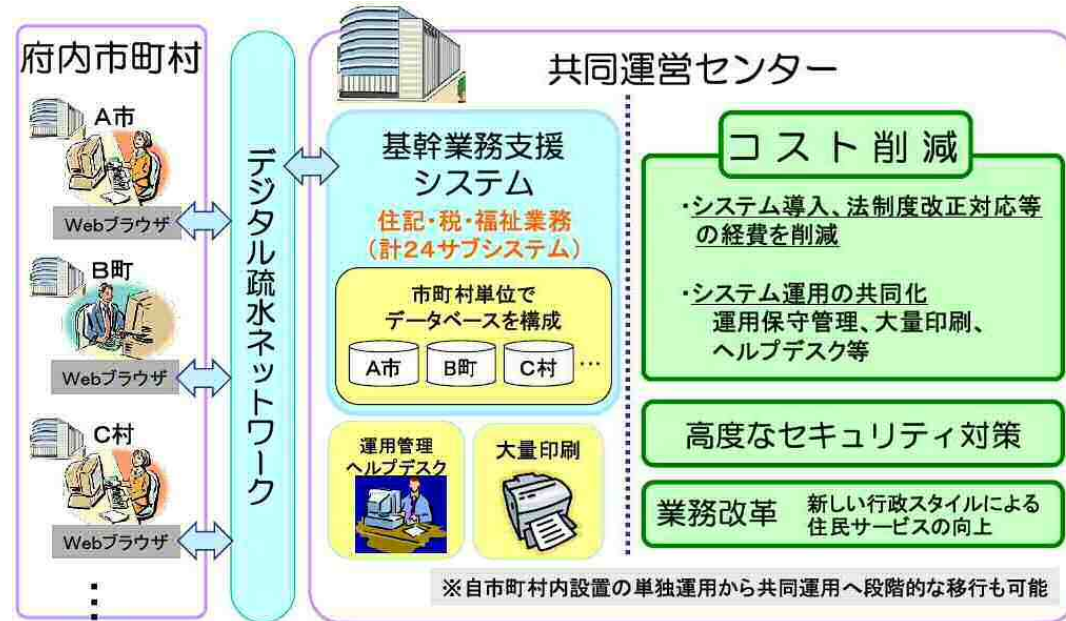 府内市町村
A市
Webブラウザ
B町
Webブラウザ
C村
Webブラウザ
デジタル疏水ネットワーク
共同運営センター
基幹業務支援
システム
住記・税・福祉業務
(計24サブシステム)
市町村単位で
データベースを構成
A市
B町
C村
…
運用管理
ヘルプデスク
大量印刷
コスト削減
・システム導入、法制度改正対応等
の経費を削減
・システム運用の共同化
運用保守管理、大量印刷、
ヘルプデスク等
高度なセキュリティ対策
業務改革
新しい行政スタイルによる
住民サービスの向上
※自市町村内設置の単独運用から共同運用へ段階的な移行も可能